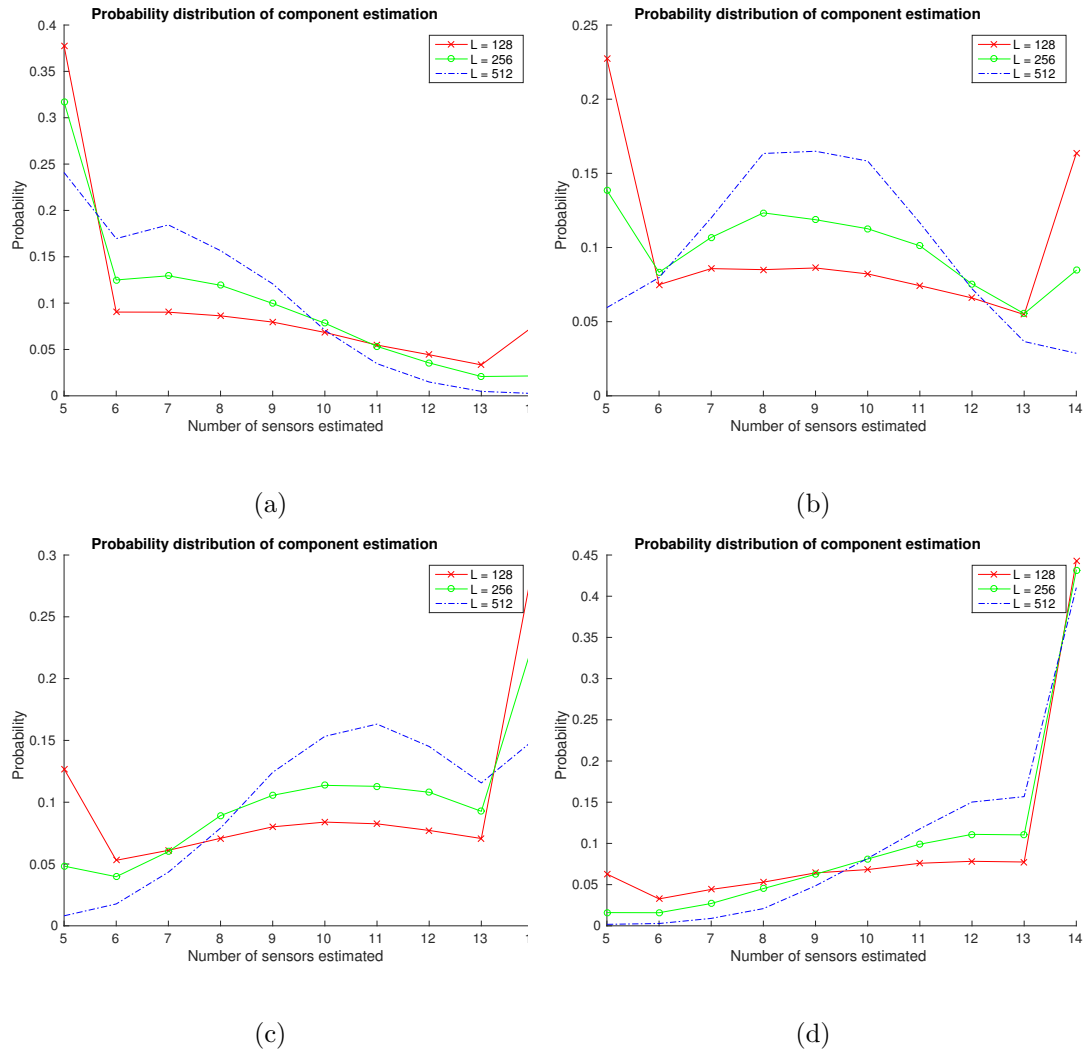 Probability distribution of component estimation
0.4
0.35
0.3
0.25
0.2
0.15
0.1
0.05
0
Probability
L = 128
L = 256
L = 512
5 6 7 8 9 10 11 12 13
Number of sensors estimated
(a)
Probability distribution of component estimation
0.25
0.2
0.15
0.1
0.05
0
Probability
L = 128
L = 256
L = 512
5 6 7 8 9 10 11 12 13 14
Number of sensors estimated
(b)
Probability distribution of component estimation
0.3
0.25
0.2
0.15
0.1
0.05
0
Probability
L = 128
L = 256
L = 512
5 6 7 8 9 10 11 12 13
Number of sensors estimated
(c)
Probability distribution of component estimation
0.45
0.4
0.35
0.3
0.25
0.2
0.15
0.1
0.05
0
Probability
L = 128
L = 256
L = 512
5 6 7 8 9 10 11 12 13 14
Number of sensors estimated
(d)